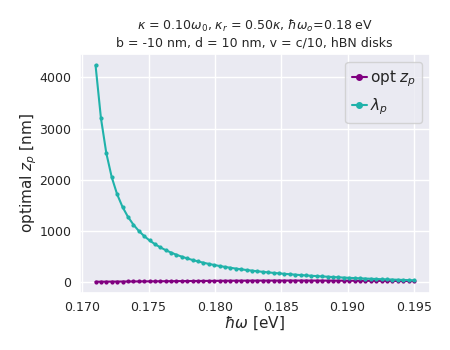 κ = 0.10ω₀, κᵣ = 0.50κ, ℏωₒ=0.18 eV
b = -10 nm, d = 10 nm, v = c/10, hBN disks
optimal zₚ [nm]
4000
3000
2000
1000
0
opt zₚ
λₚ
0.170 0.175 0.180 0.185 0.190 0.195
ℏω [eV]